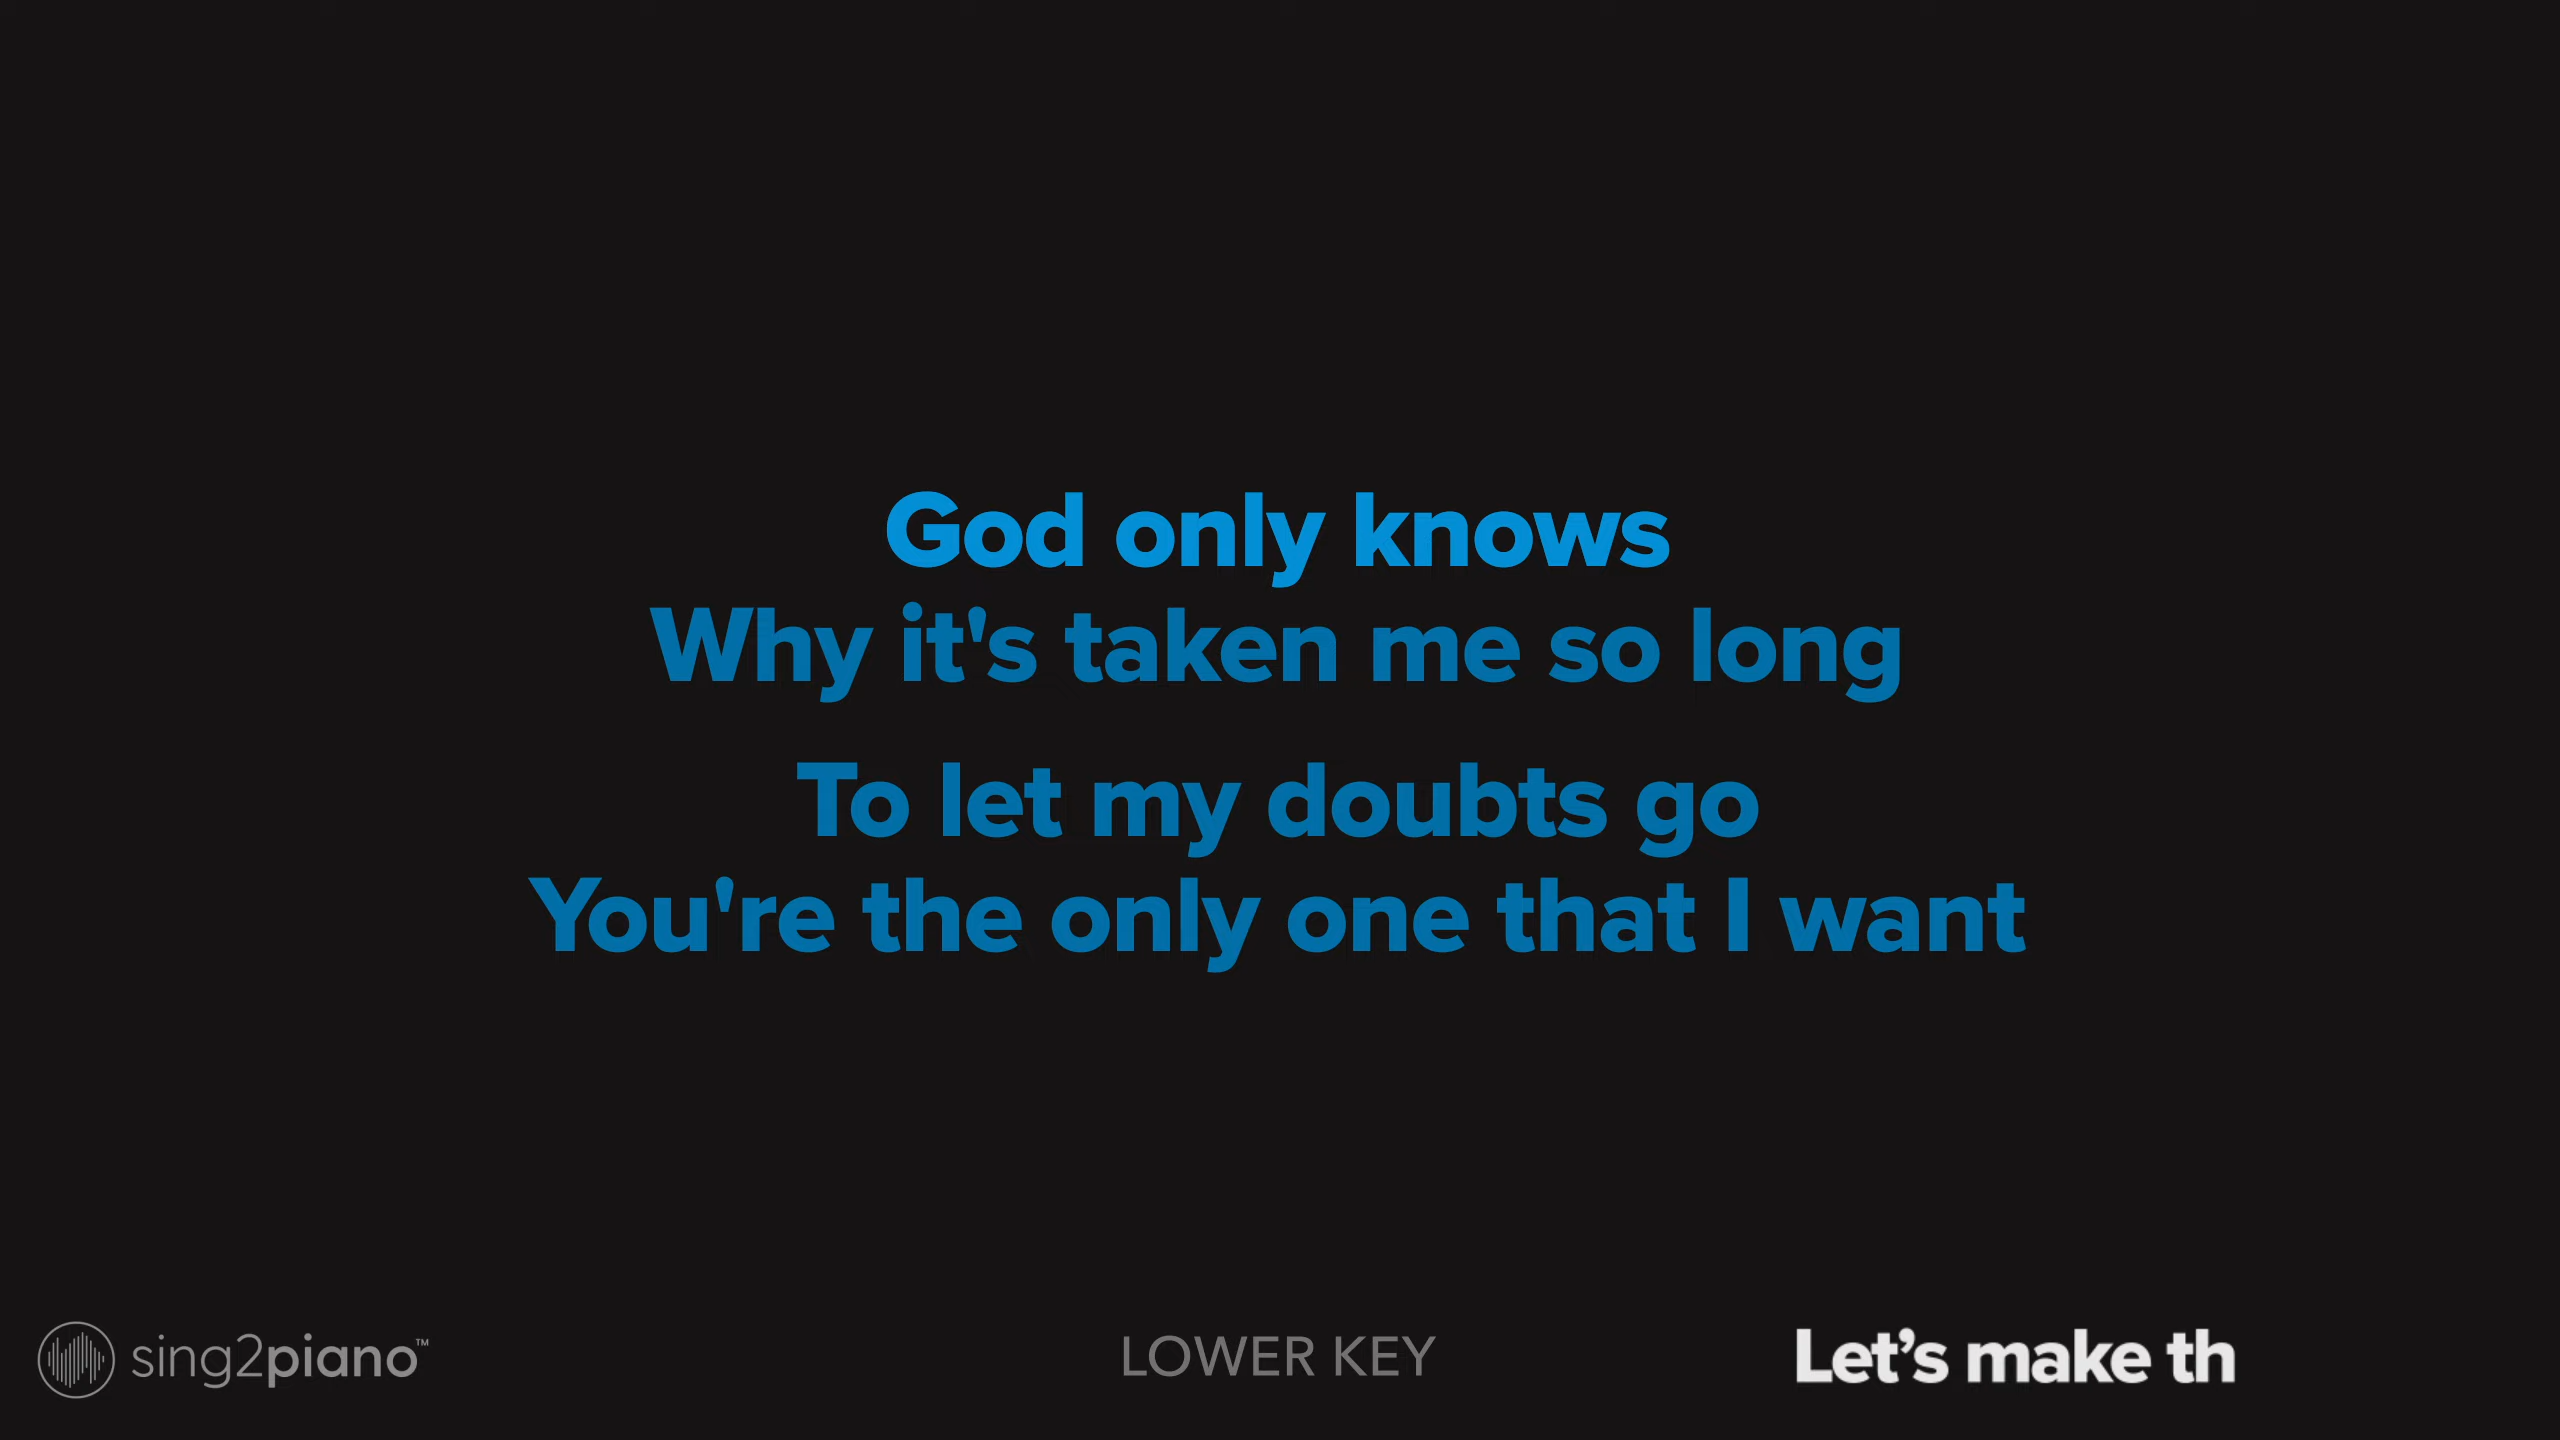 God only knows
Why it's taken me so long
To let my doubts go
You're the only one that I want
sing2piano™
LOWER KEY
Let’s make th